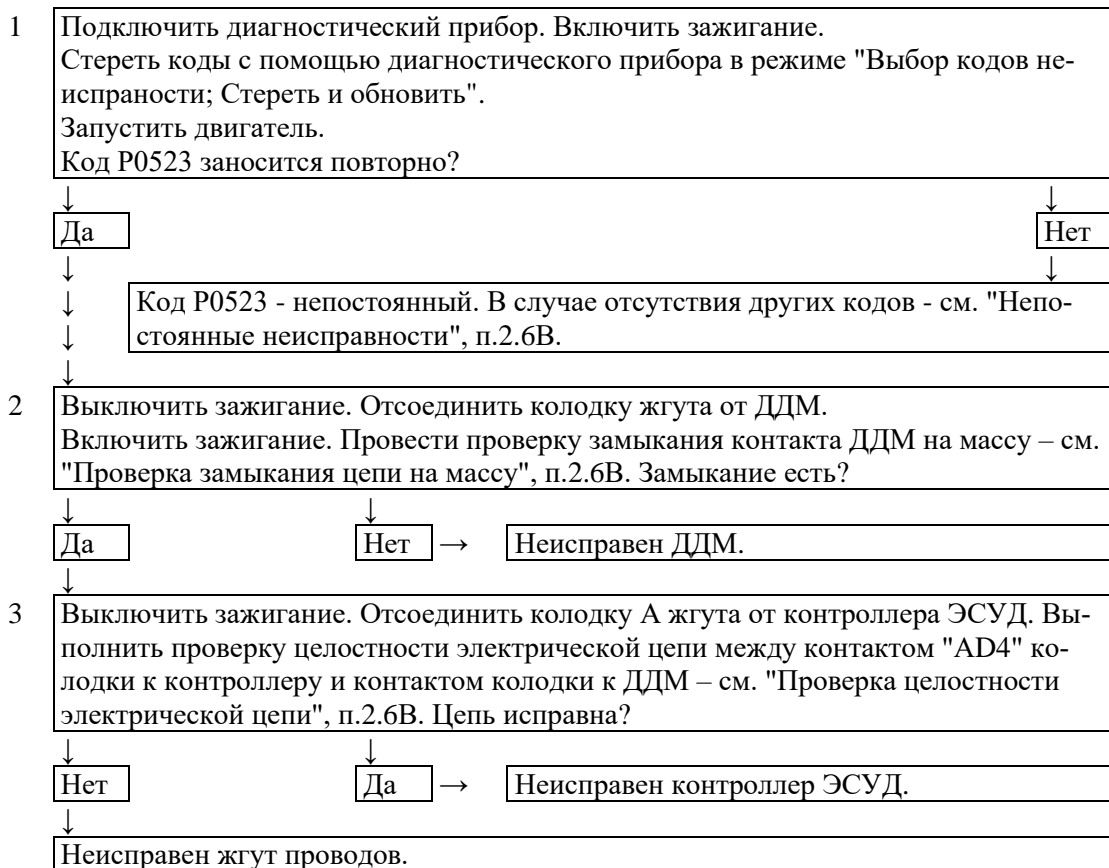 1 Подключить диагностический прибор. Включить зажигание.
Стереть коды с помощью диагностического прибора в режиме "Выбор кодов не-
испраности; Стереть и обновить".
Запустить двигатель.
Код Р0523 заносится повторно?
↓ ↓
Да Нет
↓ ↓
↓ Код Р0523 - непостоянный. В случае отсутствия других кодов - см. "Непо-
↓ стоянные неисправности", п.2.6В.
↓
2 Выключить зажигание. Отсоединить колодку жгута от ДДМ.
Включить зажигание. Провести проверку замыкания контакта ДДМ на массу – см.
"Проверка замыкания цепи на массу", п.2.6В. Замыкание есть?
↓ ↓
Да Нет → Неисправен ДДМ.
↓
3 Выключить зажигание. Отсоединить колодку А жгута от контроллера ЭСУД. Вы-
полнить проверку целостности электрической цепи между контактом "AD4" ко-
лодки к контроллеру и контактом колодки к ДДМ – см. "Проверка целостности
электрической цепи", п.2.6В. Цепь исправна?
↓ ↓
Нет Да → Неисправен контроллер ЭСУД.
↓
Неисправен жгут проводов.